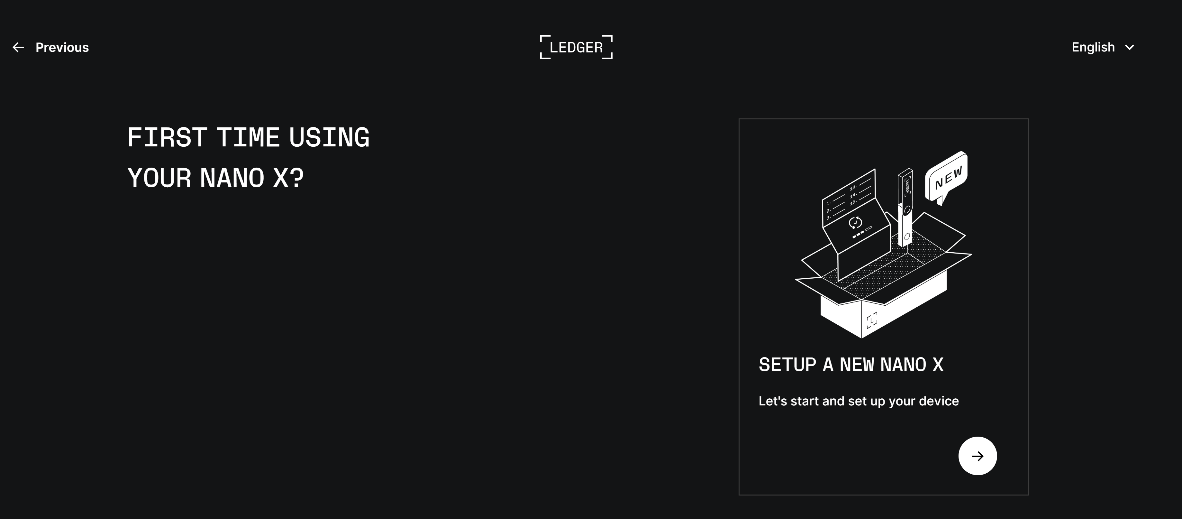 Previous
LEDGER
English
FIRST TIME USING
YOUR NANO X?
NEW
SETUP A NEW NANO X
Let's start and set up your device